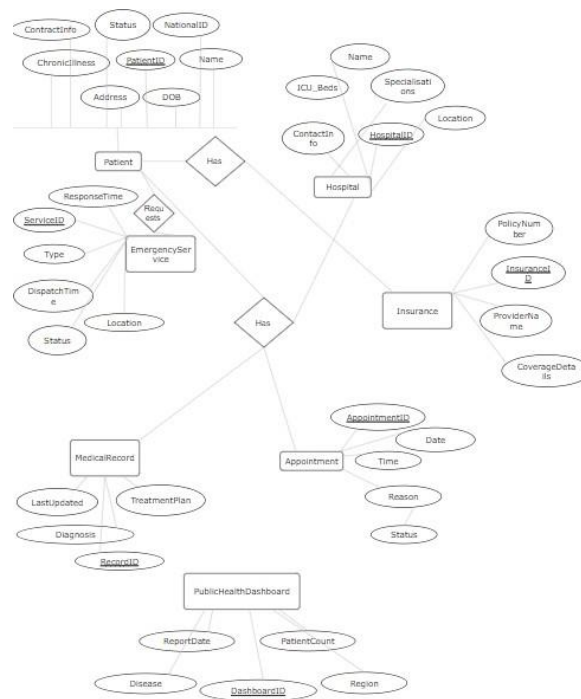 Status
NationalID
ContractInfo
ChronicIllness
PatientID
Name
Address
DOB
Name
ICU_Beds
Specialisati
ons
Location
ContactIn
fo
HospitalID
Patient
Has
Hospital
ResponseTime
Requ
ests
ServiceID
EmergencySer
vice
Type
DispatchTim
e
Location
Status
PolicyNum
ber
InsuranceI
D
Insurance
ProviderNa
me
CoverageDeta
ils
Has
AppointmentID
Date
MedicalRecord
Appointment
Time
LastUpdated
TreatmentPlan
Reason
Diagnosis
Status
RecordID
PublicHealthDashboard
ReportDate
PatientCount
Disease
DashboardID
Region